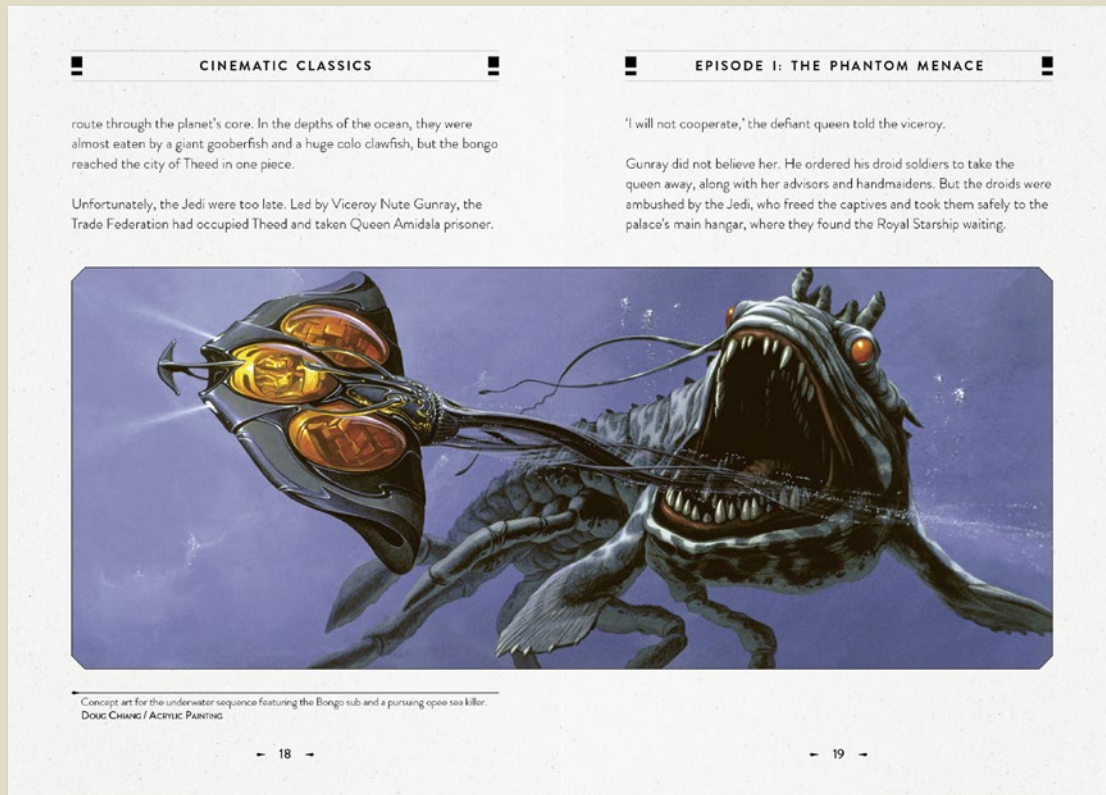 CINEMATIC CLASSICS
route through the planet's core. In the depths of the ocean, they were
almost eaten by a giant gooberfish and a huge colo clawfish, but the bongo
reached the city of Theed in one piece.
Unfortunately, the Jedi were too late. Led by Viceroy Nute Gunray, the
Trade Federation had occupied Theed and taken Queen Amidala prisoner.
Concept art for the underwater sequence featuring the Bongo sub and a pursuing opee sea killer.
DOUG CHIANG / ACRYLIC PAINTING
18
EPISODE I: THE PHANTOM MENACE
'I will not cooperate,' the defiant queen told the viceroy.
Gunray did not believe her. He ordered his droid soldiers to take the
queen away, along with her advisors and handmaidens. But the droids were
ambushed by the Jedi, who freed the captives and took them safely to the
palace's main hangar, where they found the Royal Starship waiting.
19